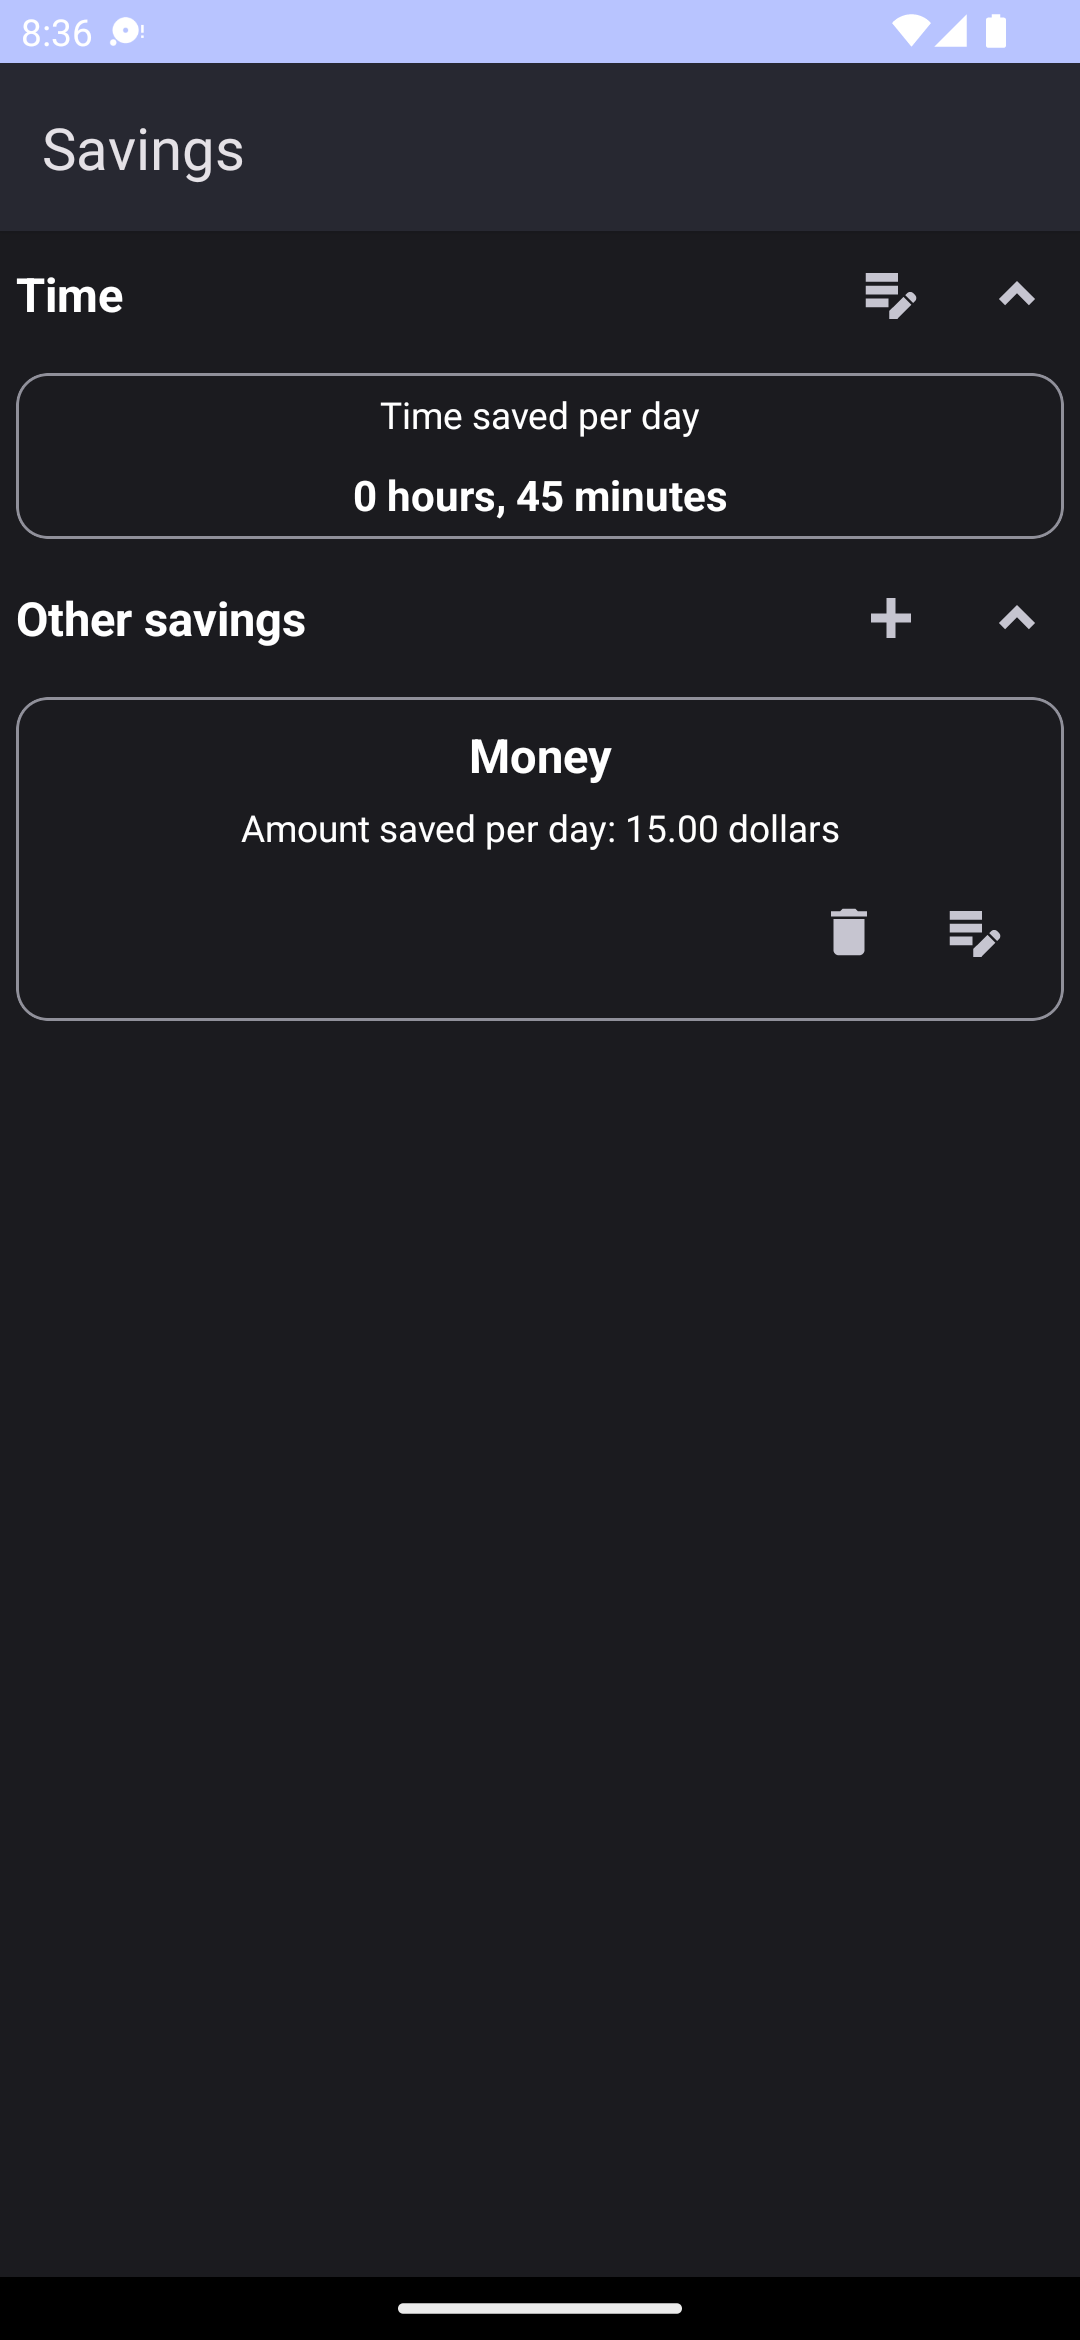 8:36
Savings
Time
Time saved per day
0 hours, 45 minutes
Other savings
Money
Amount saved per day: 15.00 dollars